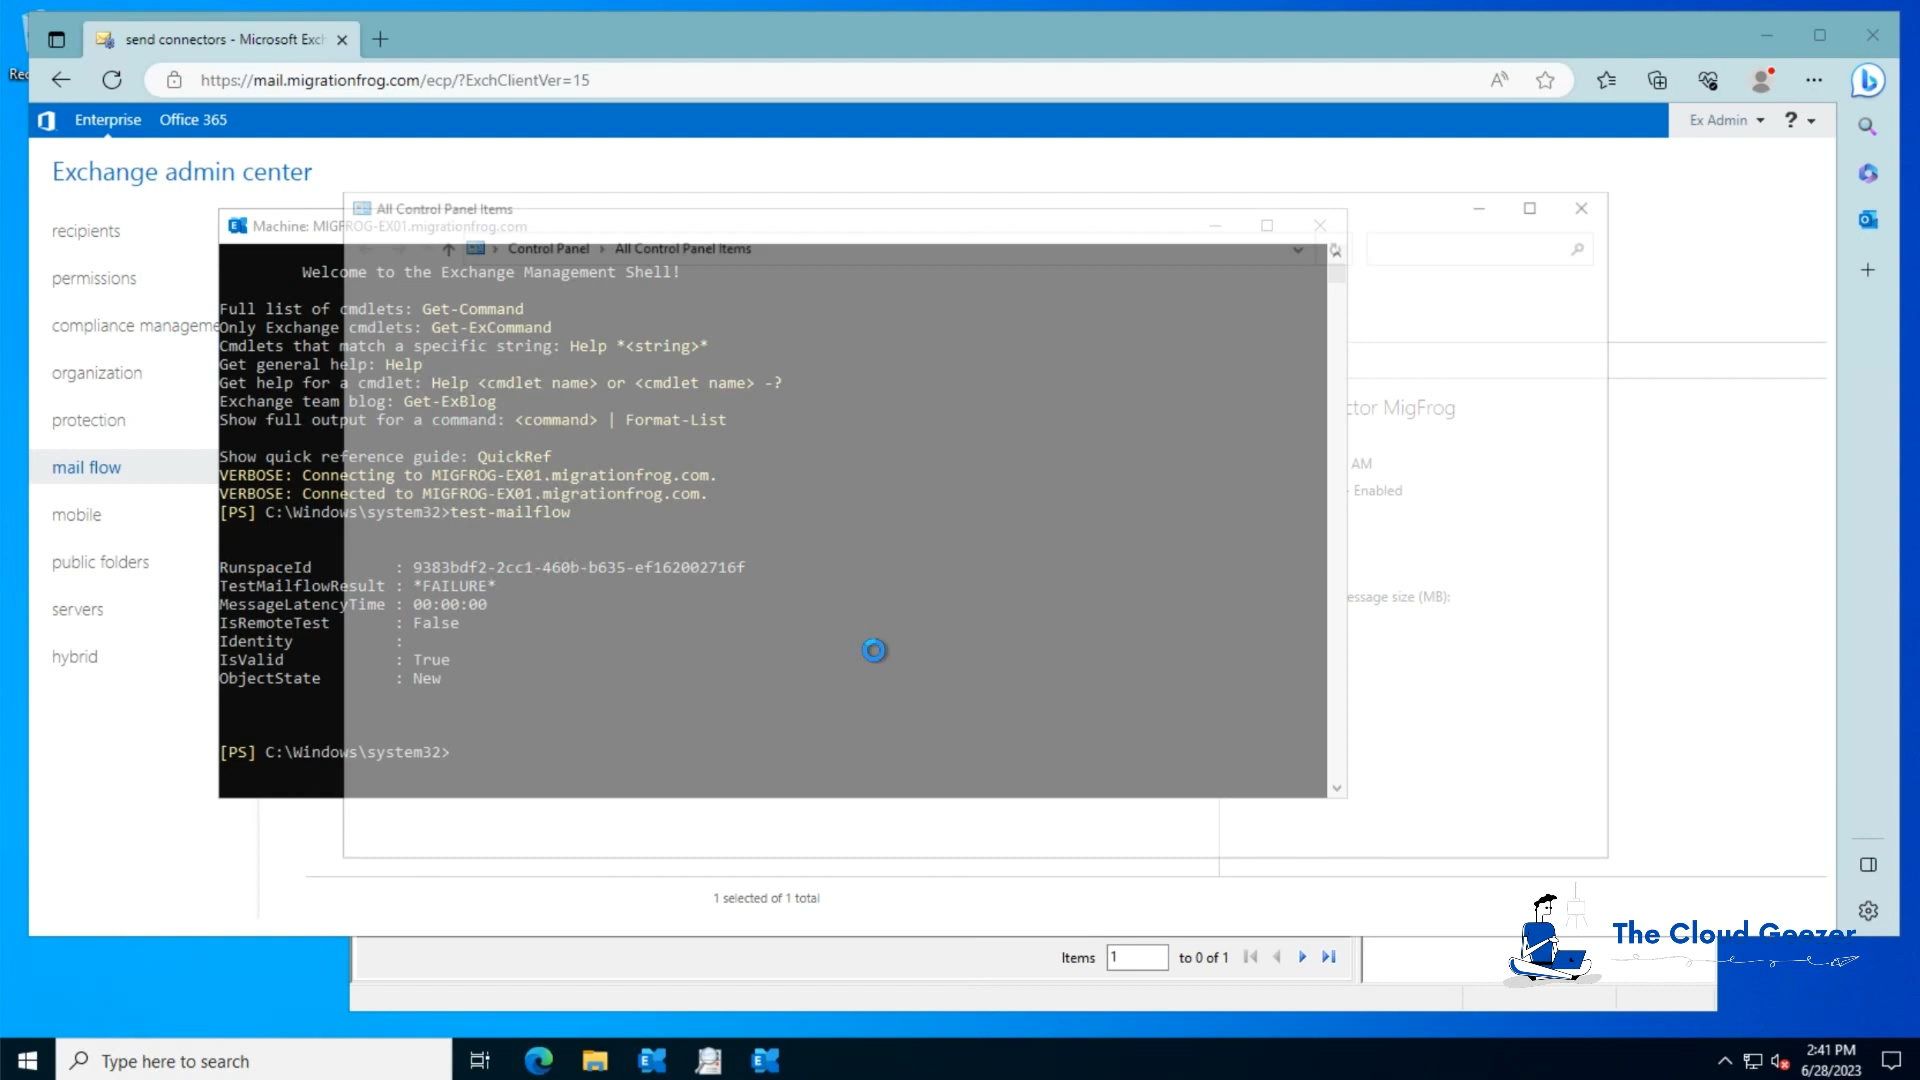 Rec
send connectors - Microsoft Exch
https://mail.migrationfrog.com/ecp/?ExchClientVer=15
Enterprise Office 365
Ex Admin ?
Exchange admin center
recipients
permissions
compliance manageme
organization
protection
mail flow
mobile
public folders
servers
hybrid
All Control Panel Items
Machine: MIGFROG-EX01.migrationfrog.com
Control Panel All Control Panel Items
Welcome to the Exchange Management Shell!
Full list of cmdlets: Get-Command
Only Exchange cmdlets: Get-ExCommand
Cmdlets that match a specific string: Help *<string>*
Get general help: Help
Get help for a cmdlet: Help <cmdlet name> or <cmdlet name> -?
Exchange team blog: Get-ExBlog
Show full output for a command: <command> | Format-List
Show quick reference guide: QuickRef
VERBOSE: Connecting to MIGFROG-EX01.migrationfrog.com.
VERBOSE: Connected to MIGFROG-EX01.migrationfrog.com.
[PS] C:\Windows\system32>test-mailflow
RunspaceId : 9383bdf2-2cc1-460b-b635-ef162002716f
TestMailflowResult : *FAILURE*
MessageLatencyTime : 00:00:00
IsRemoteTest : False
Identity :
IsValid : True
ObjectState : New
[PS] C:\Windows\system32>
ctor MigFrog
AM
- Enabled
essage size (MB):
1 selected of 1 total
Items 1 to 0 of 1
The Cloud Geezer
Type here to search
2:41 PM
6/28/2023